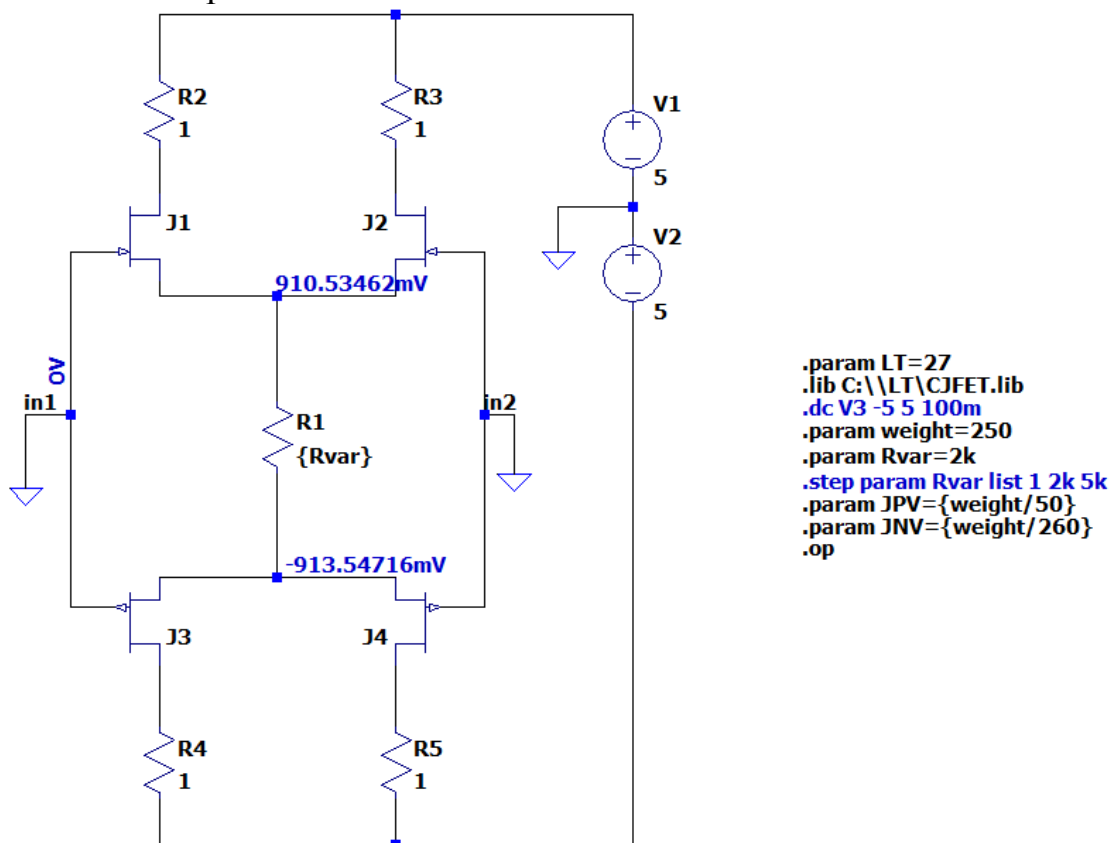 R2
1
R3
1
V1
5
J1
J2
V2
5
910.53462mV
0V
in1
in2
R1
{Rvar}
.param LT=27
.lib C:\\LT\CJFET.lib
.dc V3 -5 5 100m
.param weight=250
.param Rvar=2k
.step param Rvar list 1 2k 5k
.param JPV={weight/50}
.param JNV={weight/260}
.op
-913.54716mV
J3
J4
R4
1
R5
1